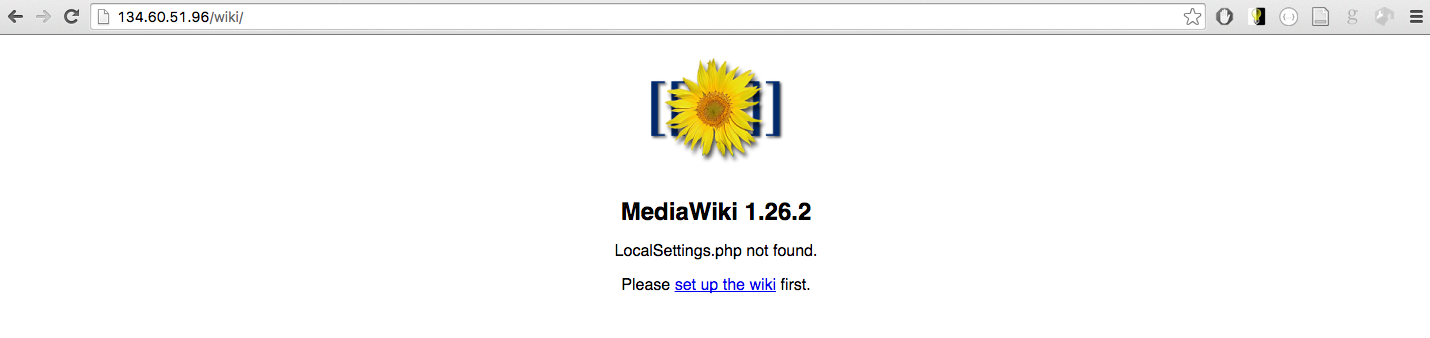 134.60.51.96/wiki/
MediaWiki 1.26.2
LocalSettings.php not found.
Please set up the wiki first.